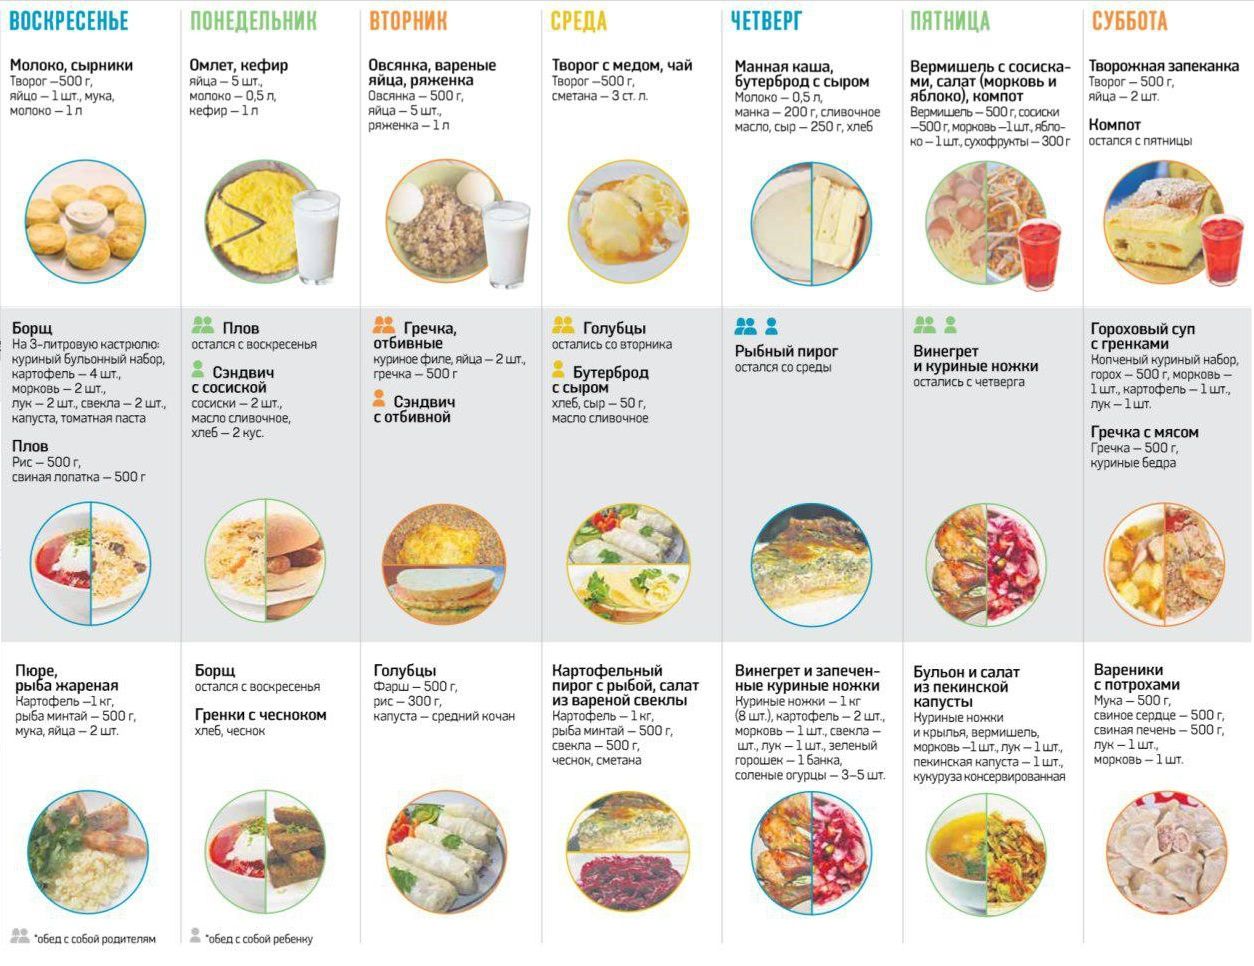 ВОСКРЕСЕНЬЕ
Молоко, сырники
Творог –500 г,
яйцо – 1 шт., мука,
молоко – 1 л
Борщ
На 3-литровую кастрюлю:
куриный бульонный набор,
картофель – 4 шт.,
морковь – 2 шт.,
лук – 2 шт., свекла – 2 шт.,
капуста, томатная паста
Плов
Рис – 500 г,
свиная лопатка – 500 г
Пюре,
рыба жареная
Картофель –1 кг,
рыба минтай – 500 г,
мука, яйца – 2 шт.
*обед с собой родителям
ПОНЕДЕЛЬНИК
Омлет, кефир
яйца – 5 шт.,
молоко – 0,5 л,
кефир – 1 л
Плов
остался с воскресенья
Сэндвич
с сосиской
сосиски – 2 шт.,
масло сливочное,
хлеб – 2 кус.
Борщ
остался с воскресенья
Гренки с чесноком
хлеб, чеснок
*обед с собой ребенку
ВТОРНИК
Овсянка, вареные
яйца, ряженка
Овсянка – 500 г,
яйца – 5 шт.,
ряженка – 1 л
Гречка,
отбивные
куриное филе, яйца – 2 шт.,
гречка – 500 г
Сэндвич
с отбивной
Голубцы
Фарш – 500 г,
рис – 300 г,
капуста – средний кочан
СРЕДА
Творог с медом, чай
Творог –500 г,
сметана – 3 ст. л.
Голубцы
остались со вторника
Бутерброд
с сыром
хлеб, сыр – 50 г,
масло сливочное
Картофельный
пирог с рыбой, салат
из вареной свеклы
Картофель – 1 кг,
рыба минтай – 500 г,
свекла – 500 г,
чеснок, сметана
ЧЕТВЕРГ
Манная каша,
бутерброд с сыром
Молоко – 0,5 л,
манка – 200 г, сливочное
масло, сыр – 250 г, хлеб
Рыбный пирог
остался со среды
Винегрет и запечен-
ные куриные ножки
Куриные ножки – 1 кг
(8 шт.), картофель – 2 шт.,
морковь – 1 шт., свекла –
шт., лук – 1 шт., зеленый
горошек – 1 банка,
соленые огурцы – 3–5 шт.
ПЯТНИЦА
Вермишель с сосиска-
ми, салат (морковь и
яблоко), компот
Вермишель – 500 г, сосиски
–500 г, морковь –1 шт., ябло-
ко – 1 шт., сухофрукты – 300 г
Винегрет
и куриные ножки
остались с четверга
Бульон и салат
из пекинской
капусты
Куриные ножки
и крылья, вермишель,
морковь –1 шт., лук – 1 шт.,
пекинская капуста – 1 шт.,
кукуруза консервированная
СУББОТА
Творожная запеканка
Творог – 500 г,
яйца – 2 шт.
Компот
остался с пятницы
Гороховый суп
с гренками
Копченый куриный набор,
горох – 500 г, морковь –
1 шт., картофель – 1 шт.,
лук – 1 шт.
Гречка с мясом
Гречка – 500 г,
куриные бедра
Вареники
с потрохами
Мука – 500 г,
свиное сердце – 500 г,
свиная печень – 500 г,
лук – 1 шт.,
морковь – 1 шт.